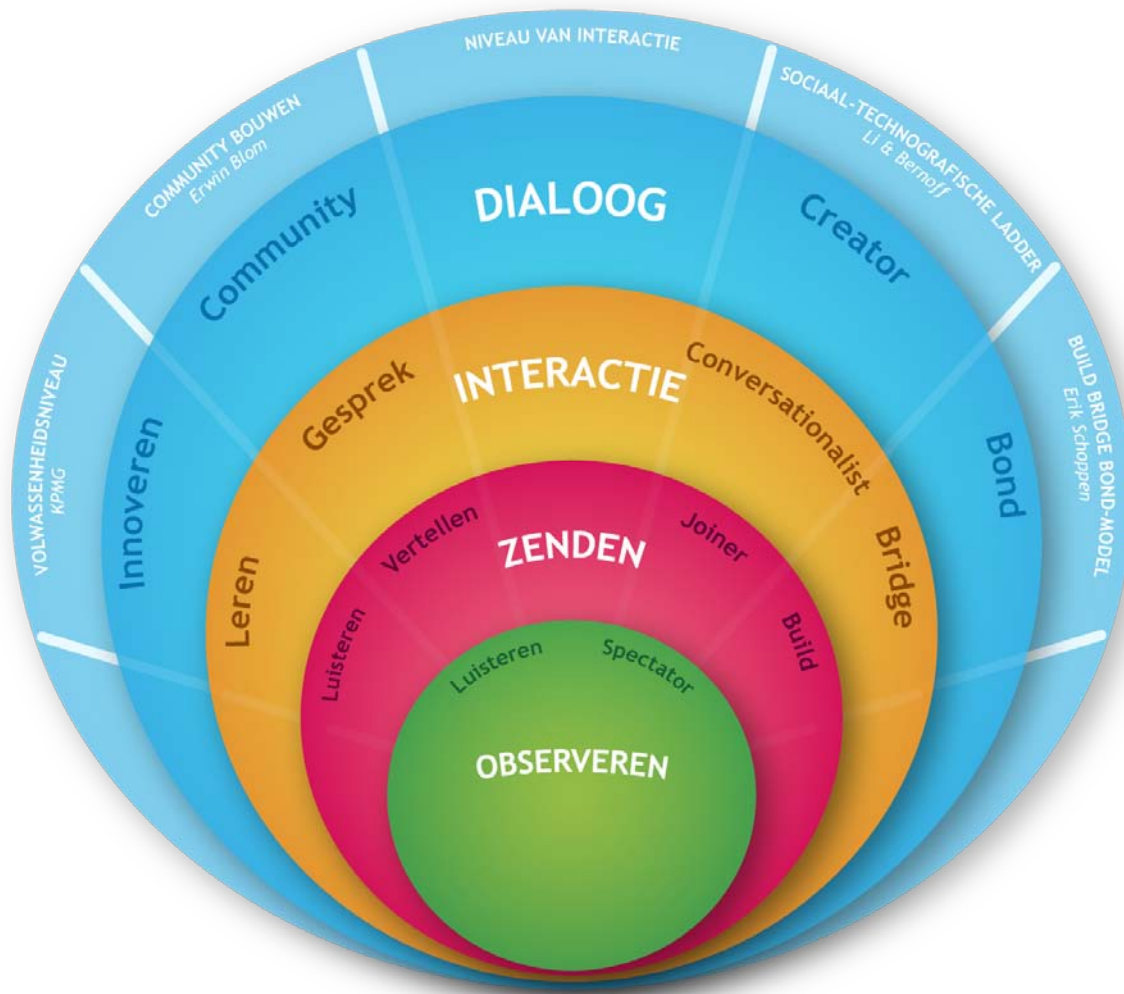 NIVEAU VAN INTERACTIE
COMMUNITY BOUWEN
Erwin Blom
SOCIAAL-TECHNOGRAFISCHE LADDER
Li & Bernoff
VOLWASSENHEIDSNIVEAU
KPMG
BUILD BRIDGE BOND-MODEL
Erik Schoppen
DIALOOG
Innoveren
Community
Creator
Bond
INTERACTIE
Leren
Gesprek
Conversationalist
Bridge
ZENDEN
Luisteren
Vertellen
Joiner
Build
Luisteren
Spectator
OBSERVEREN